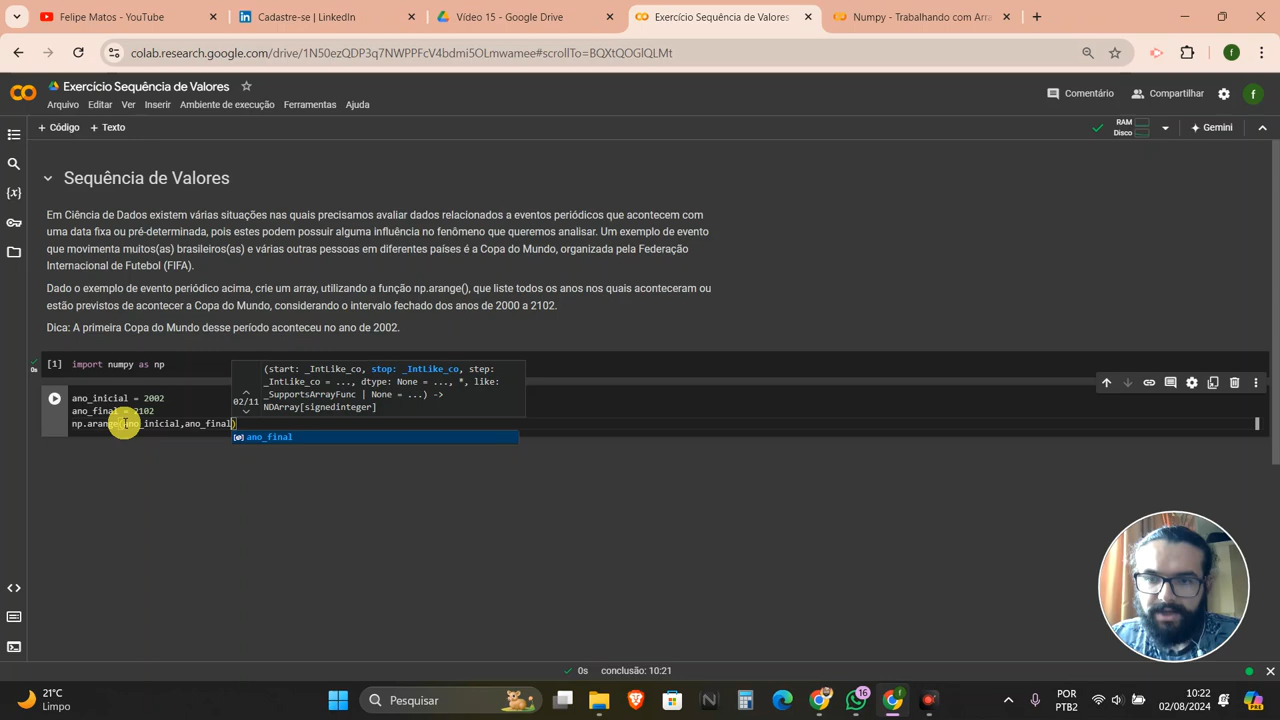 Felipe Matos - YouTube
Cadastre-se | LinkedIn
Vídeo 15 - Google Drive
Exercício Sequência de Valores
Numpy - Trabalhando com Arra
colab.research.google.com/drive/1N50ezQDP3q7NWPPFcV4bdmi5OLmwamee#scrollTo=BQXtQOGlQLMt
f
Exercício Sequência de Valores
Comentário
Compartilhar
f
Arquivo Editar Ver Inserir Ambiente de execução Ferramentas Ajuda
+ Código + Texto
RAM
Disco
Gemini
Sequência de Valores
Em Ciência de Dados existem várias situações nas quais precisamos avaliar dados relacionados a eventos periódicos que acontecem com
uma data fixa ou pré-determinada, pois estes podem possuir alguma influência no fenômeno que queremos analisar. Um exemplo de evento
que movimenta muitos(as) brasileiros(as) e várias outras pessoas em diferentes países é a Copa do Mundo, organizada pela Federação
Internacional de Futebol (FIFA).
Dado o exemplo de evento periódico acima, crie um array, utilizando a função np.arange(), que liste todos os anos nos quais aconteceram ou
estão previstos de acontecer a Copa do Mundo, considerando o intervalo fechado dos anos de 2000 a 2102.
Dica: A primeira Copa do Mundo desse período aconteceu no ano de 2002.
0s
[1] import numpy as np
(start: _IntLike_co, stop: _IntLike_co, step:
_IntLike_co = ..., dtype: None = ..., *, like:
_SupportsArrayFunc | None = ...) ->
NDArray[signedinteger]
02/11
ano_inicial = 2002
ano_final = 2102
np.arange(ano_inicial,ano_final)
ano_final
0s conclusão: 10:21
21°C
Limpo
Pesquisar
16
POR
PTB2
10:22
02/08/2024